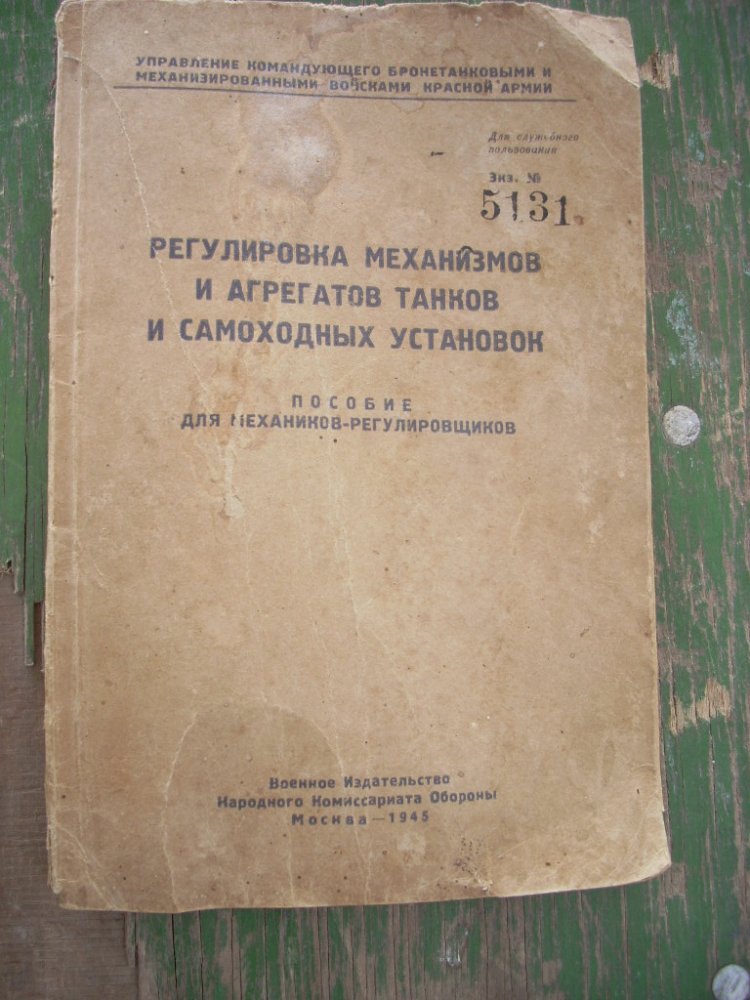 УПРАВЛЕНИЕ КОМАНДУЮЩЕГО БРОНЕТАНКОВЫМИ И
МЕХАНИЗИРОВАННЫМИ ВОЙСКАМИ КРАСНОЙ АРМИИ
Для служебного
пользования
Экз. №
5131
РЕГУЛИРОВКА МЕХАНИЗМОВ
И АГРЕГАТОВ ТАНКОВ
И САМОХОДНЫХ УСТАНОВОК
ПОСОБИЕ
ДЛЯ МЕХАНИКОВ-РЕГУЛИРОВЩИКОВ
Военное Издательство
Народного Комиссариата Обороны
Москва — 1945